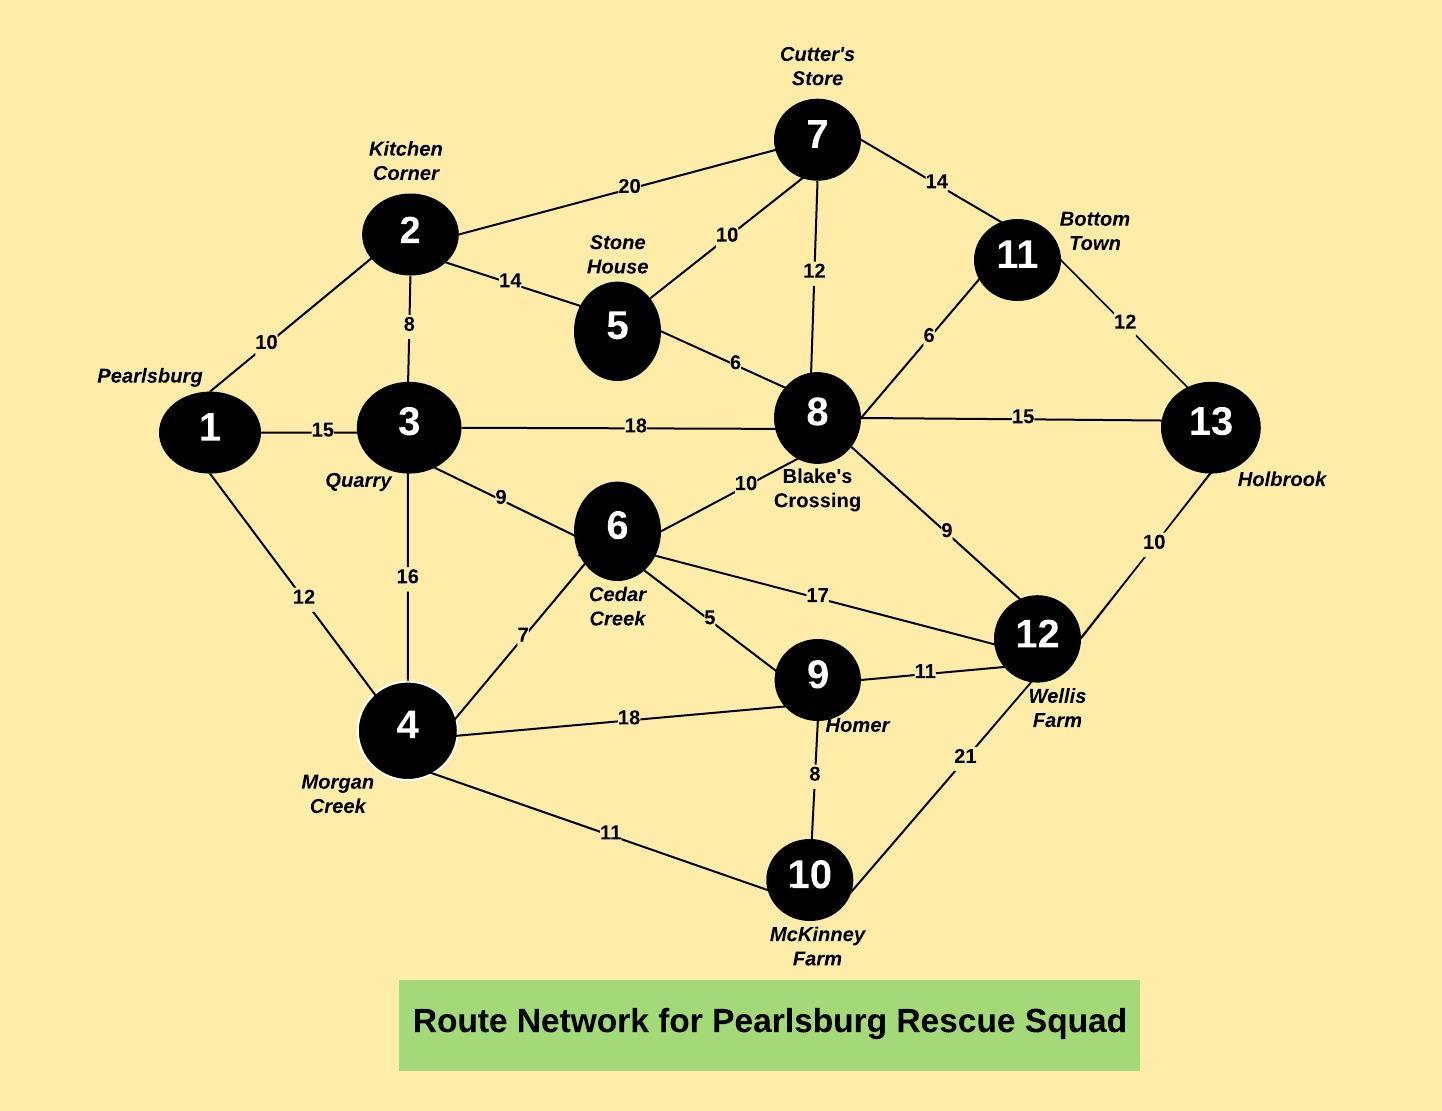 Cutter's
Store
7
Kitchen
Corner
20
14
2
Bottom
Town
Stone
House
10
11
14
12
5
8
12
10
6
6
Pearlsburg
1
15
3
18
8
15
13
Quarry
Blake's
Crossing
Holbrook
9
10
6
9
10
16
12
Cedar
Creek
17
7
5
12
9
11
Wellis
Farm
4
18
Homer
21
Morgan
Creek
8
11
10
McKinney
Farm
Route Network for Pearlsburg Rescue Squad